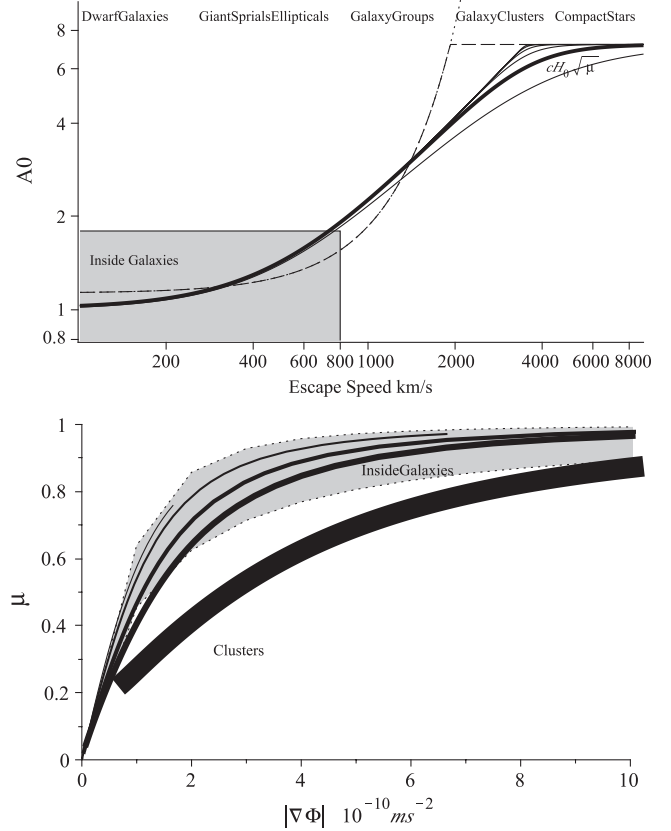 DwarfGalaxies GiantSprialsEllipticals GalaxyGroups GalaxyClusters CompactStars
8
6
4
2
1
0.8
A0
cH₀√μ
Inside Galaxies
200 400 600 800 1000 2000 4000 6000 8000
Escape Speed km/s
1
0.8
0.6
0.4
0.2
0
μ
InsideGalaxies
Clusters
0 2 4 6 8 10
|∇Φ| 10⁻¹⁰ms⁻²